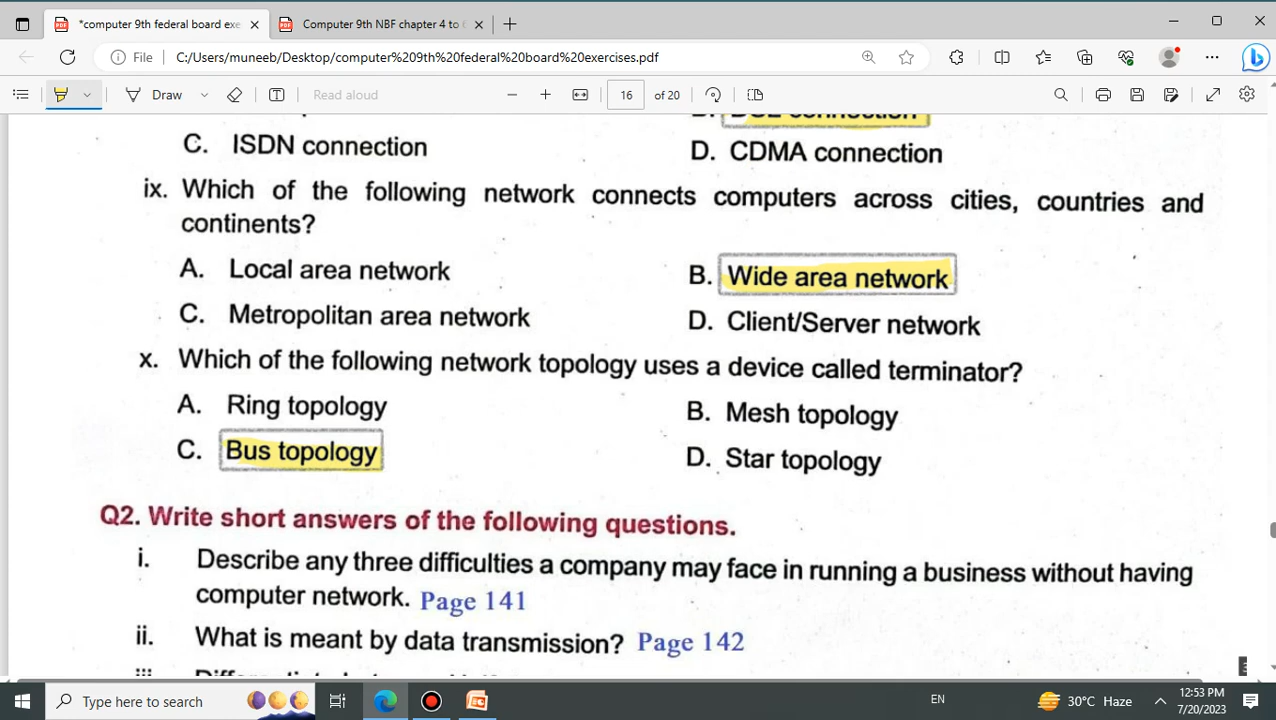 *computer 9th federal board exe
Computer 9th NBF chapter 4 to
File C:/Users/muneeb/Desktop/computer%209th%20federal%20board%20exercises.pdf
Draw Read aloud 16 of 20
C. ISDN connection D. CDMA connection
ix. Which of the following network connects computers across cities, countries and
continents?
A. Local area network B. Wide area network
C. Metropolitan area network D. Client/Server network
x. Which of the following network topology uses a device called terminator?
A. Ring topology B. Mesh topology
C. Bus topology D. Star topology
Q2. Write short answers of the following questions.
i. Describe any three difficulties a company may face in running a business without having
computer network. Page 141
ii. What is meant by data transmission? Page 142
Type here to search EN 30°C Haze 12:53 PM
7/20/2023